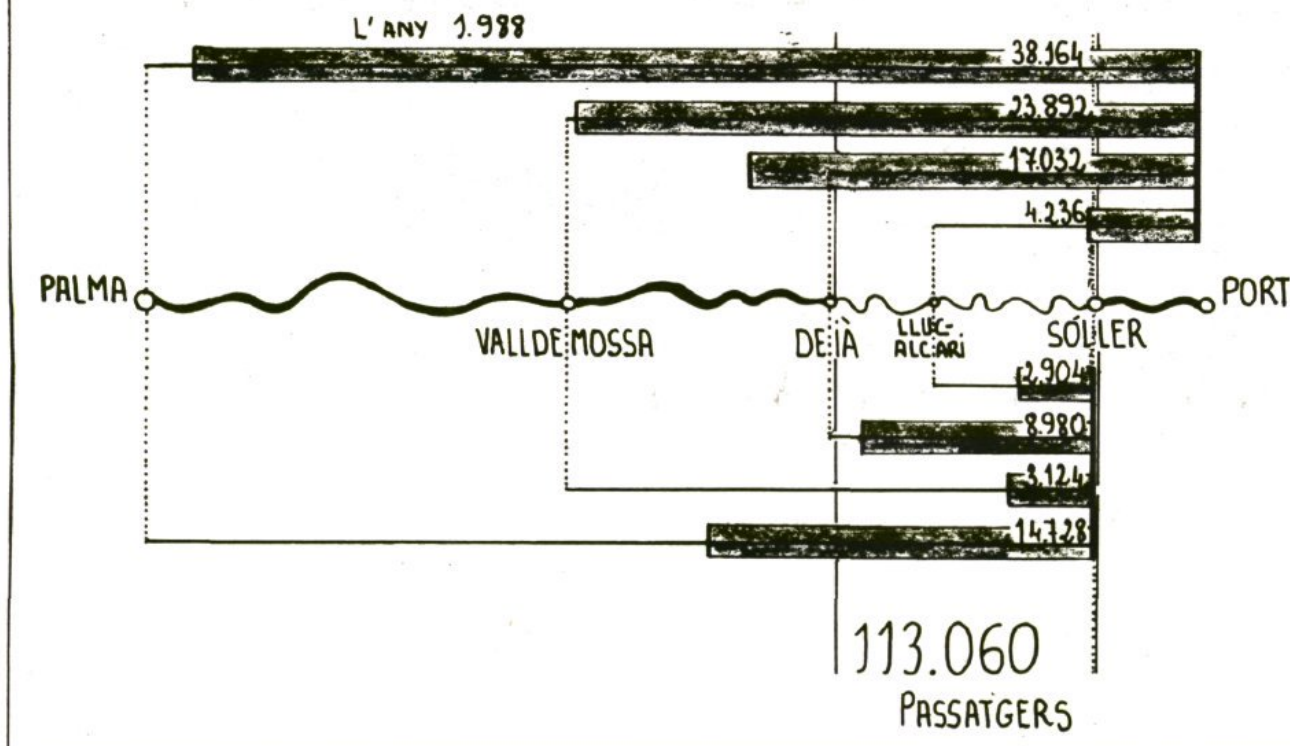 L'ANY 1.988
38.164
23.892
17.032
4.236
PALMA
PORT
VALLDEMOSSA
DEIÀ
LLUC-
ALCARI
SÓLLER
2.904
8.980
3.124
14.728
113.060
PASSATGERS